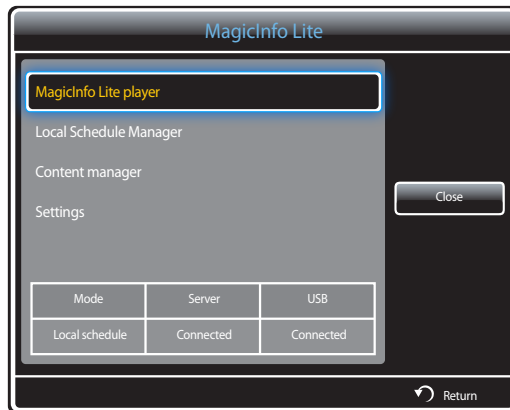 MagicInfo Lite
MagicInfo Lite player
Local Schedule Manager
Content manager
Settings
Close
Mode Server USB
Local schedule Connected Connected
Return